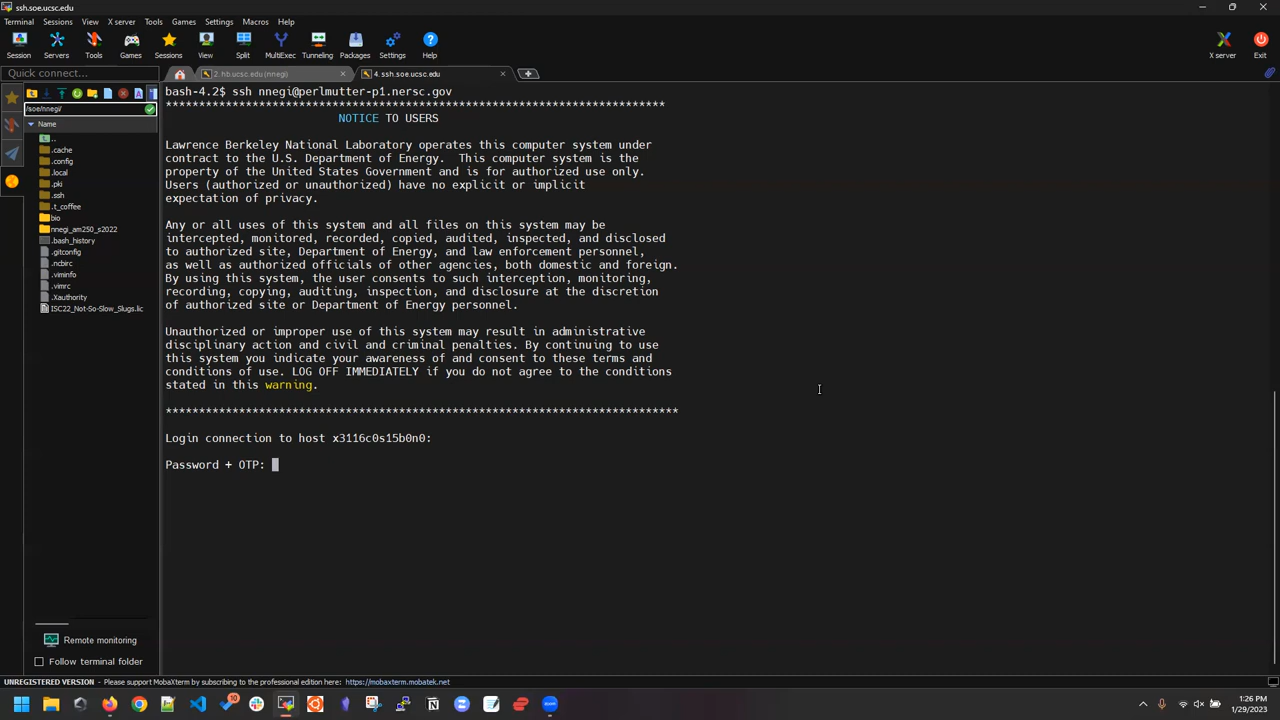 ssh.soe.ucsc.edu
Terminal Sessions View X server Tools Games Settings Macros Help
Session Servers Tools Games Sessions View Split MultiExec Tunneling Packages Settings Help X server Exit
Quick connect...
2. hb.ucsc.edu (nnegi)
4. ssh.soe.ucsc.edu
/soe/nnegi/
Name
..
.cache
.config
.local
.pki
.ssh
.t_coffee
bio
nnegi_am250_s2022
.bash_history
.gitconfig
.ncbirc
.viminfo
.vimrc
.Xauthority
ISC22_Not-So-Slow_Slugs.lic
Remote monitoring
Follow terminal folder
bash-4.2$ ssh nnegi@perlmutter-p1.nersc.gov
***************************************************************************
NOTICE TO USERS
Lawrence Berkeley National Laboratory operates this computer system under
contract to the U.S. Department of Energy.  This computer system is the
property of the United States Government and is for authorized use only.
Users (authorized or unauthorized) have no explicit or implicit
expectation of privacy.
Any or all uses of this system and all files on this system may be
intercepted, monitored, recorded, copied, audited, inspected, and disclosed
to authorized site, Department of Energy, and law enforcement personnel,
as well as authorized officials of other agencies, both domestic and foreign.
By using this system, the user consents to such interception, monitoring,
recording, copying, auditing, inspection, and disclosure at the discretion
of authorized site or Department of Energy personnel.
Unauthorized or improper use of this system may result in administrative
disciplinary action and civil and criminal penalties. By continuing to use
this system you indicate your awareness of and consent to these terms and
conditions of use. LOG OFF IMMEDIATELY if you do not agree to the conditions
stated in this warning.
*****************************************************************************
Login connection to host x3116c0s15b0n0:
Password + OTP:
UNREGISTERED VERSION - Please support MobaXterm by subscribing to the professional edition here: https://mobaxterm.mobatek.net
10
zoom
1:26 PM
1/29/2023